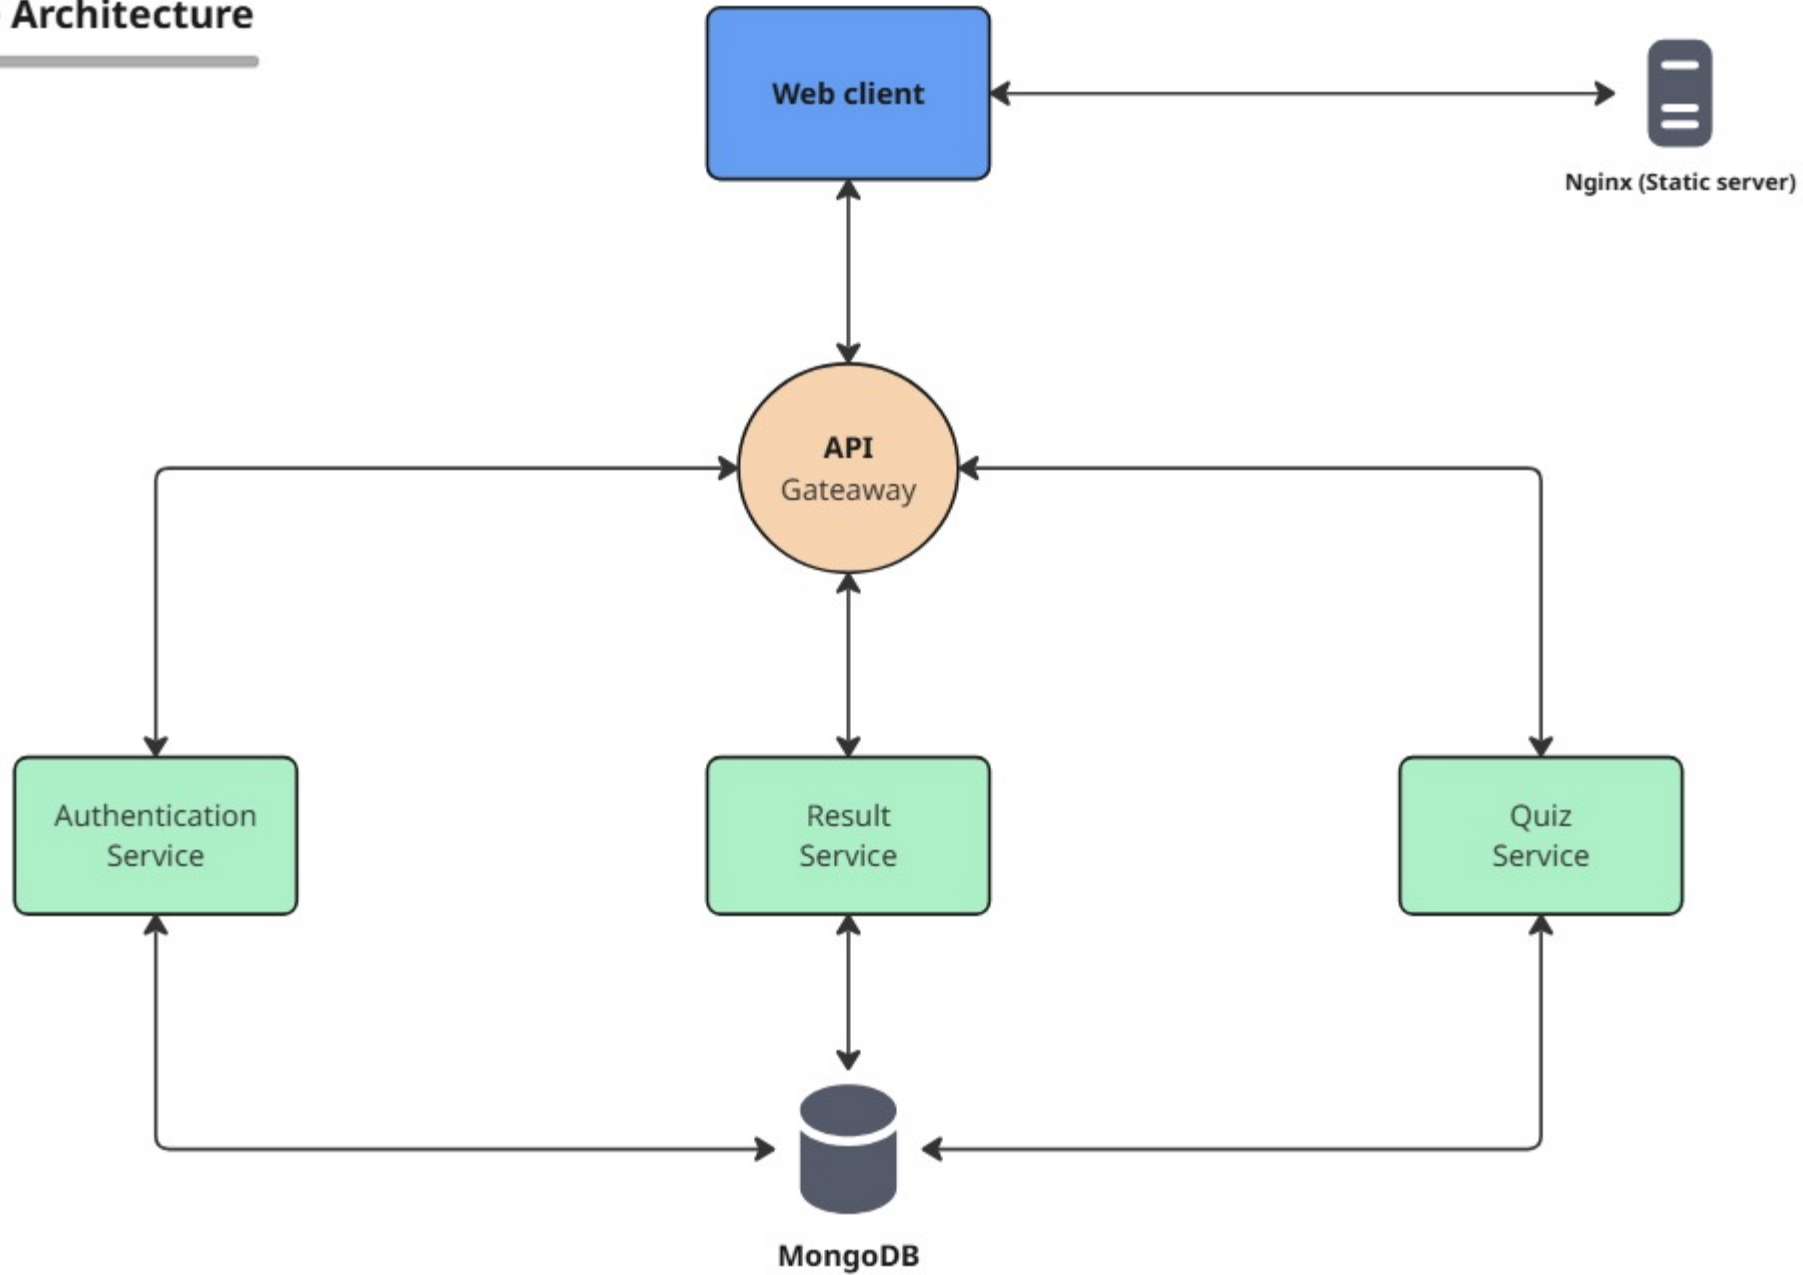 Architecture
Web client
Nginx (Static server)
API
Gateaway
Authentication
Service
Result
Service
Quiz
Service
MongoDB